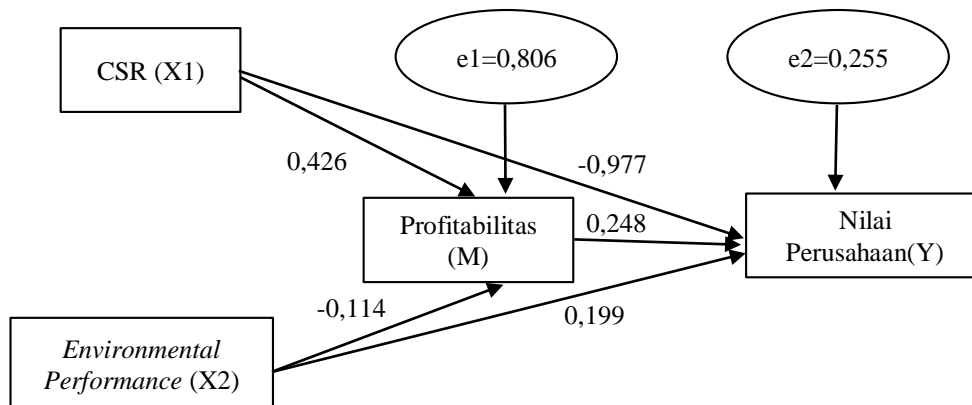 CSR (X1)
e1=0,806
e2=0,255
0,426
-0,977
Profitabilitas
(M)
0,248
Nilai
Perusahaan(Y)
-0,114
0,199
Environmental
Performance (X2)